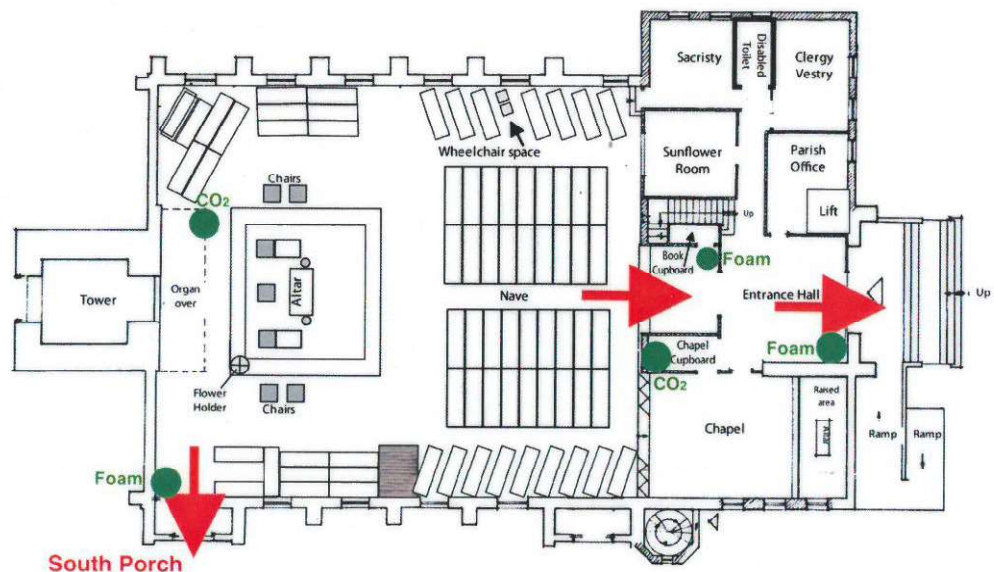 Sacristy
Disabled
Toilet
Clergy
Vestry
Wheelchair space
Sunflower
Room
Parish
Office
Chairs
CO2
Lift
Up
Book
Cupboard
Foam
Tower
Organ
over
Altar
Nave
Entrance Hall
Up
Chapel
Cupboard
Foam
CO2
Flower
Holder
Chairs
Raised
area
Altar
Chapel
Ramp
Ramp
Foam
South Porch